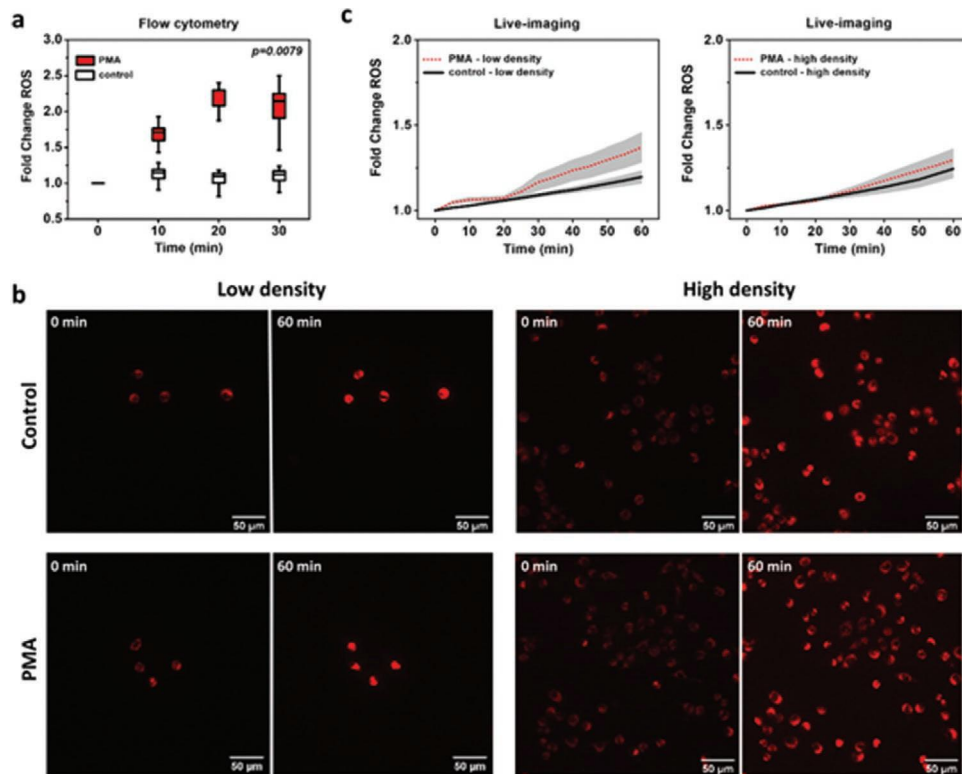 a
Flow cytometry
p=0.0079
PMA
control
Fold Change ROS
3.0
2.5
2.0
1.5
1.0
0.5
0 10 20 30
Time (min)
c
Live-imaging
PMA - low density
control - low density
Fold Change ROS
2.0
1.5
1.0
0 10 20 30 40 50 60
Time (min)
Live-imaging
PMA - high density
control - high density
Fold Change ROS
2.0
1.5
1.0
0 10 20 30 40 50 60
Time (min)
b
Low density
High density
Control
0 min
50 µm
60 min
50 µm
0 min
50 µm
60 min
50 µm
PMA
0 min
50 µm
60 min
50 µm
0 min
50 µm
60 min
50 µm